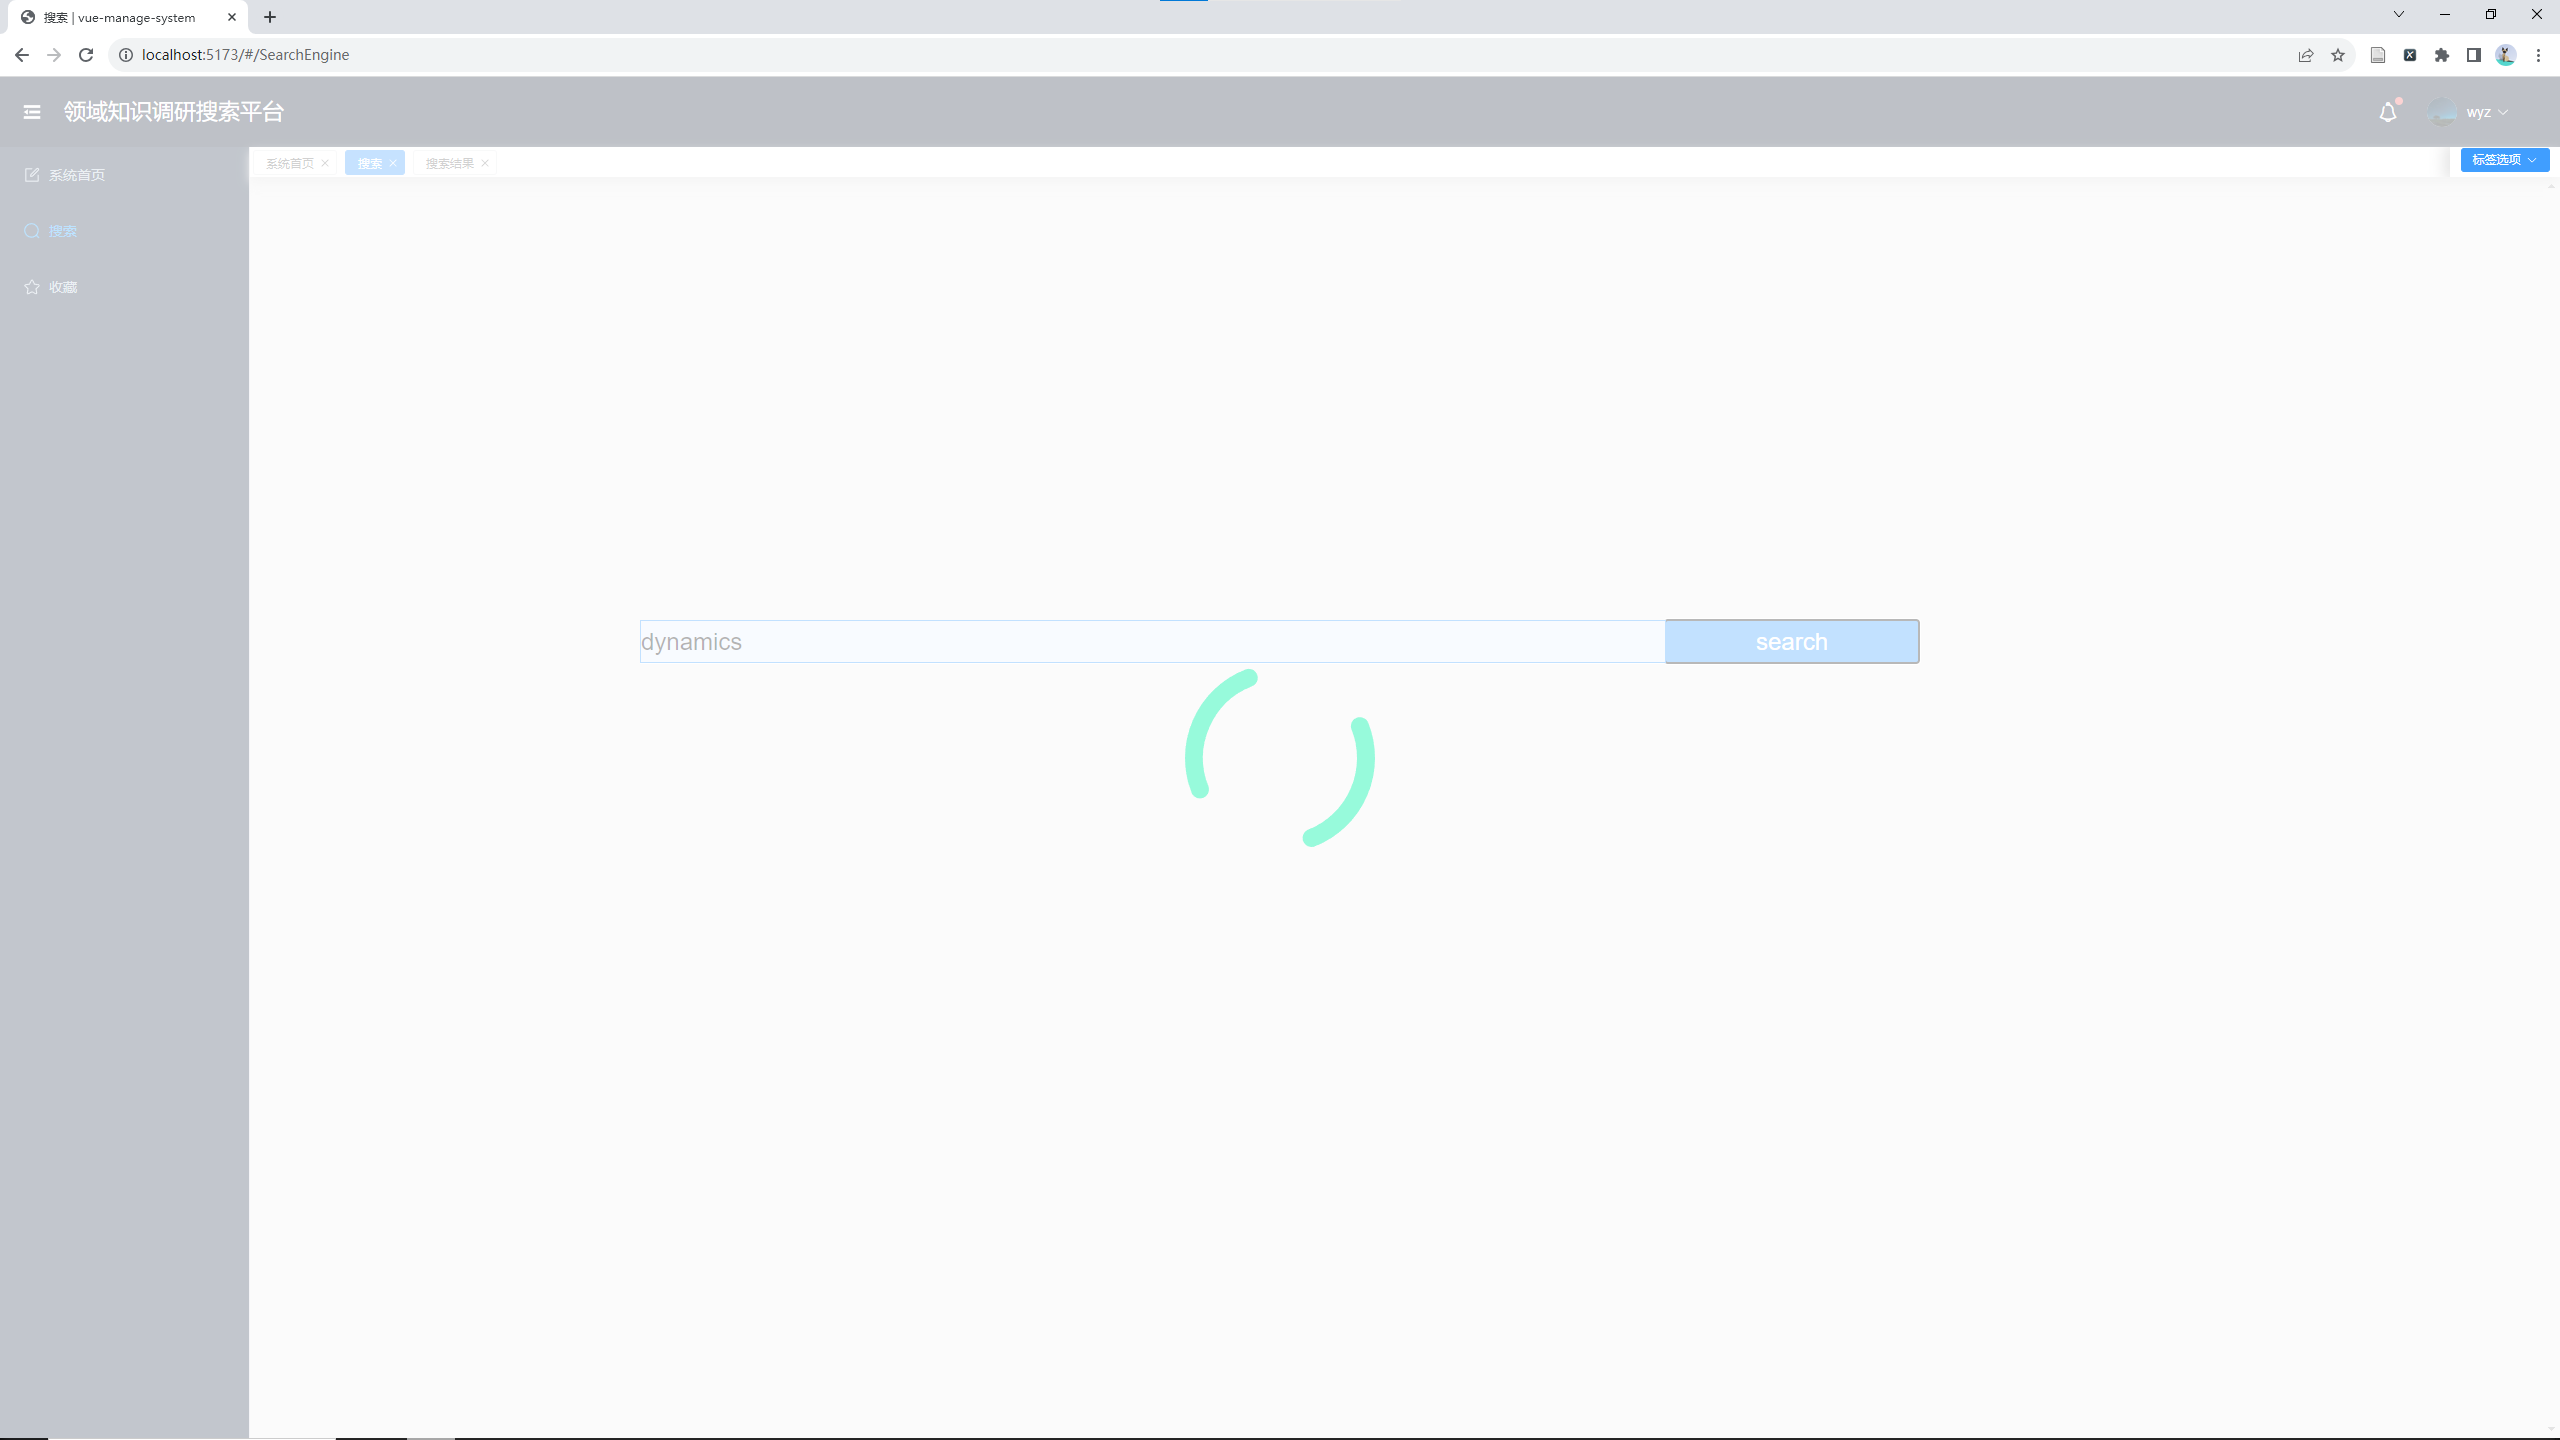 搜索 | vue-manage-system
localhost:5173/#/SearchEngine
领域知识调研搜索平台
wyz
系统首页
搜索
搜索结果
标签选项
系统首页
搜索
收藏
dynamics
search